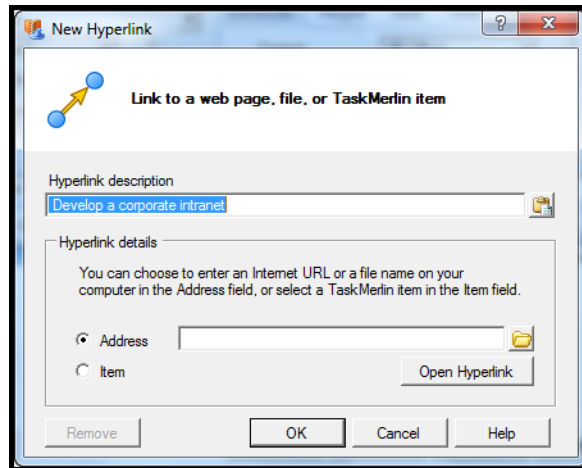 New Hyperlink
Link to a web page, file, or TaskMerlin item
Hyperlink description
Develop a corporate intranet
Hyperlink details
You can choose to enter an Internet URL or a file name on your
computer in the Address field, or select a TaskMerlin item in the Item field.
Address
Item
Open Hyperlink
Remove
OK
Cancel
Help